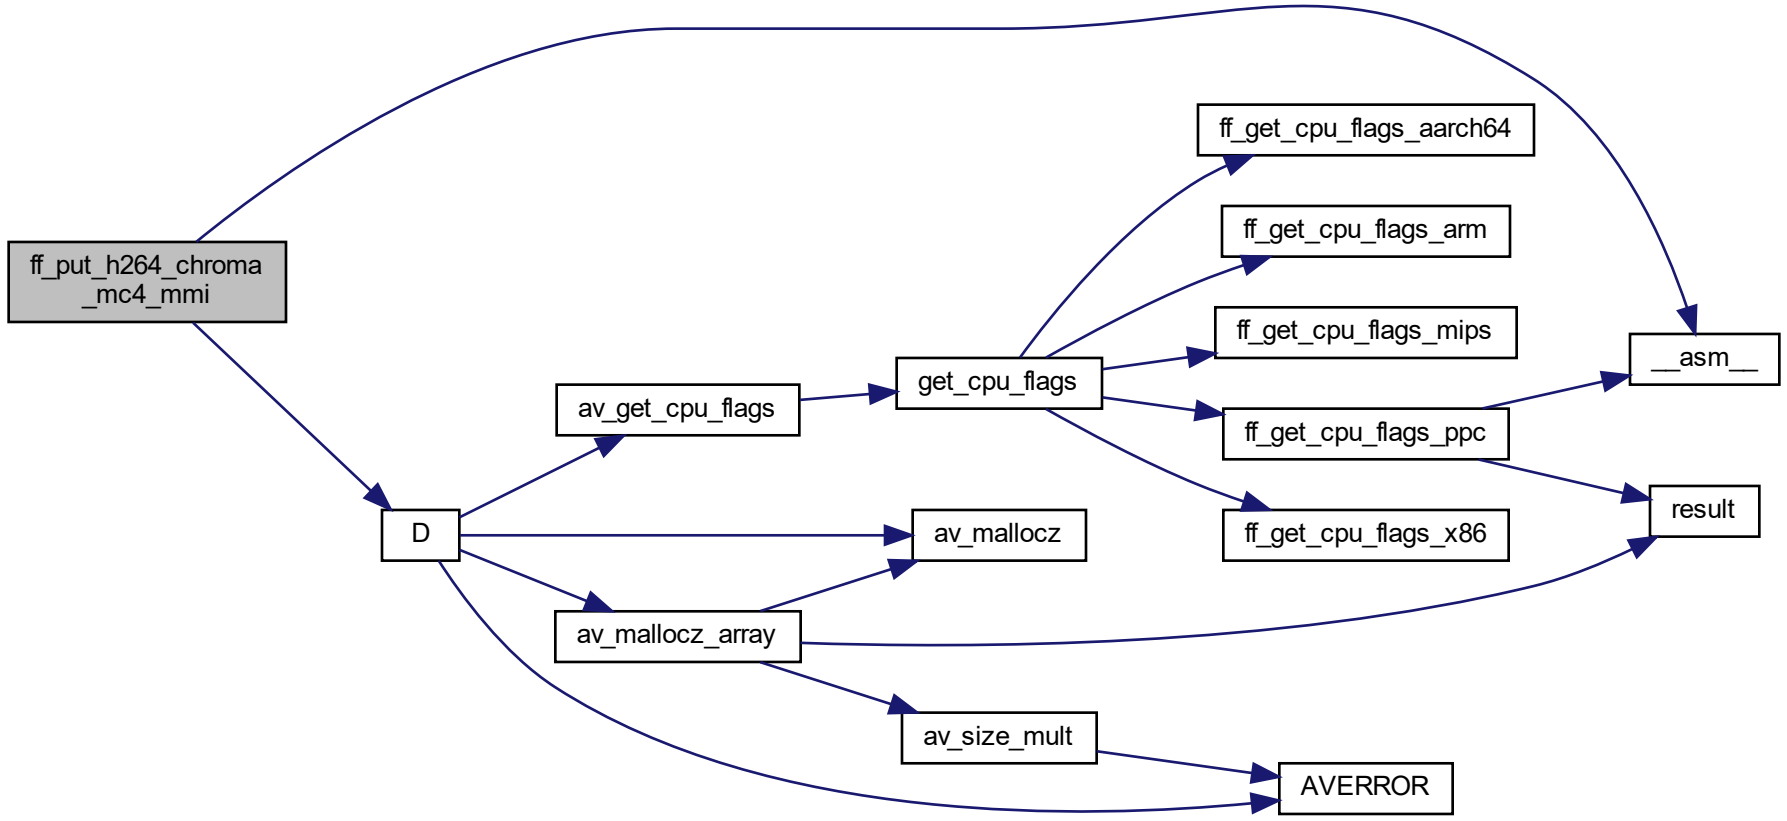 ff_put_h264_chroma
_mc4_mmi
D
av_get_cpu_flags
get_cpu_flags
ff_get_cpu_flags_aarch64
ff_get_cpu_flags_arm
ff_get_cpu_flags_mips
ff_get_cpu_flags_ppc
ff_get_cpu_flags_x86
__asm__
result
av_mallocz
av_mallocz_array
av_size_mult
AVERROR